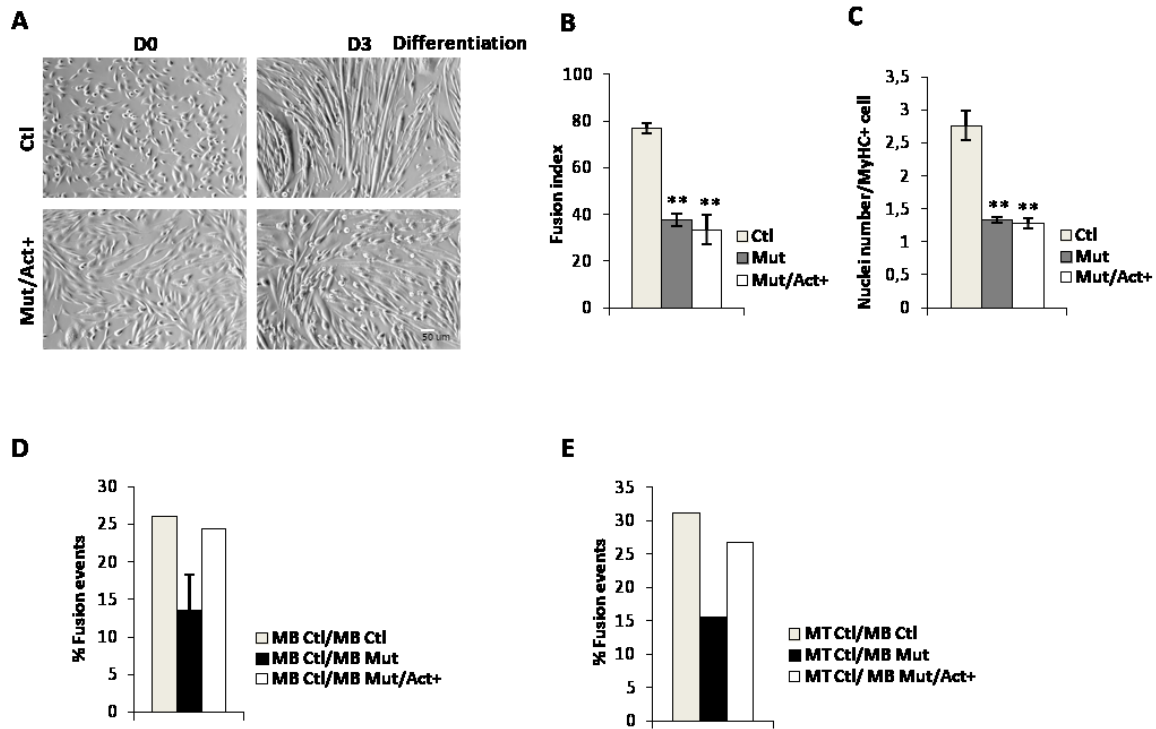 A
D0 D3 Differentiation
Ctl
Mut/Act+
50 um
B
Fusion index
100
80
60
40
20
0
** **
Ctl
Mut
Mut/Act+
C
Nuclei number/MyHC+ cell
3,5
3
2,5
2
1,5
1
0,5
0
** **
Ctl
Mut
Mut/Act+
D
% Fusion events
30
25
20
15
10
5
0
MB Ctl/MB Ctl
MB Ctl/MB Mut
MB Ctl/MB Mut/Act+
E
% Fusion events
35
30
25
20
15
10
5
0
MT Ctl/MB Ctl
MT Ctl/MB Mut
MT Ctl/ MB Mut/Act+